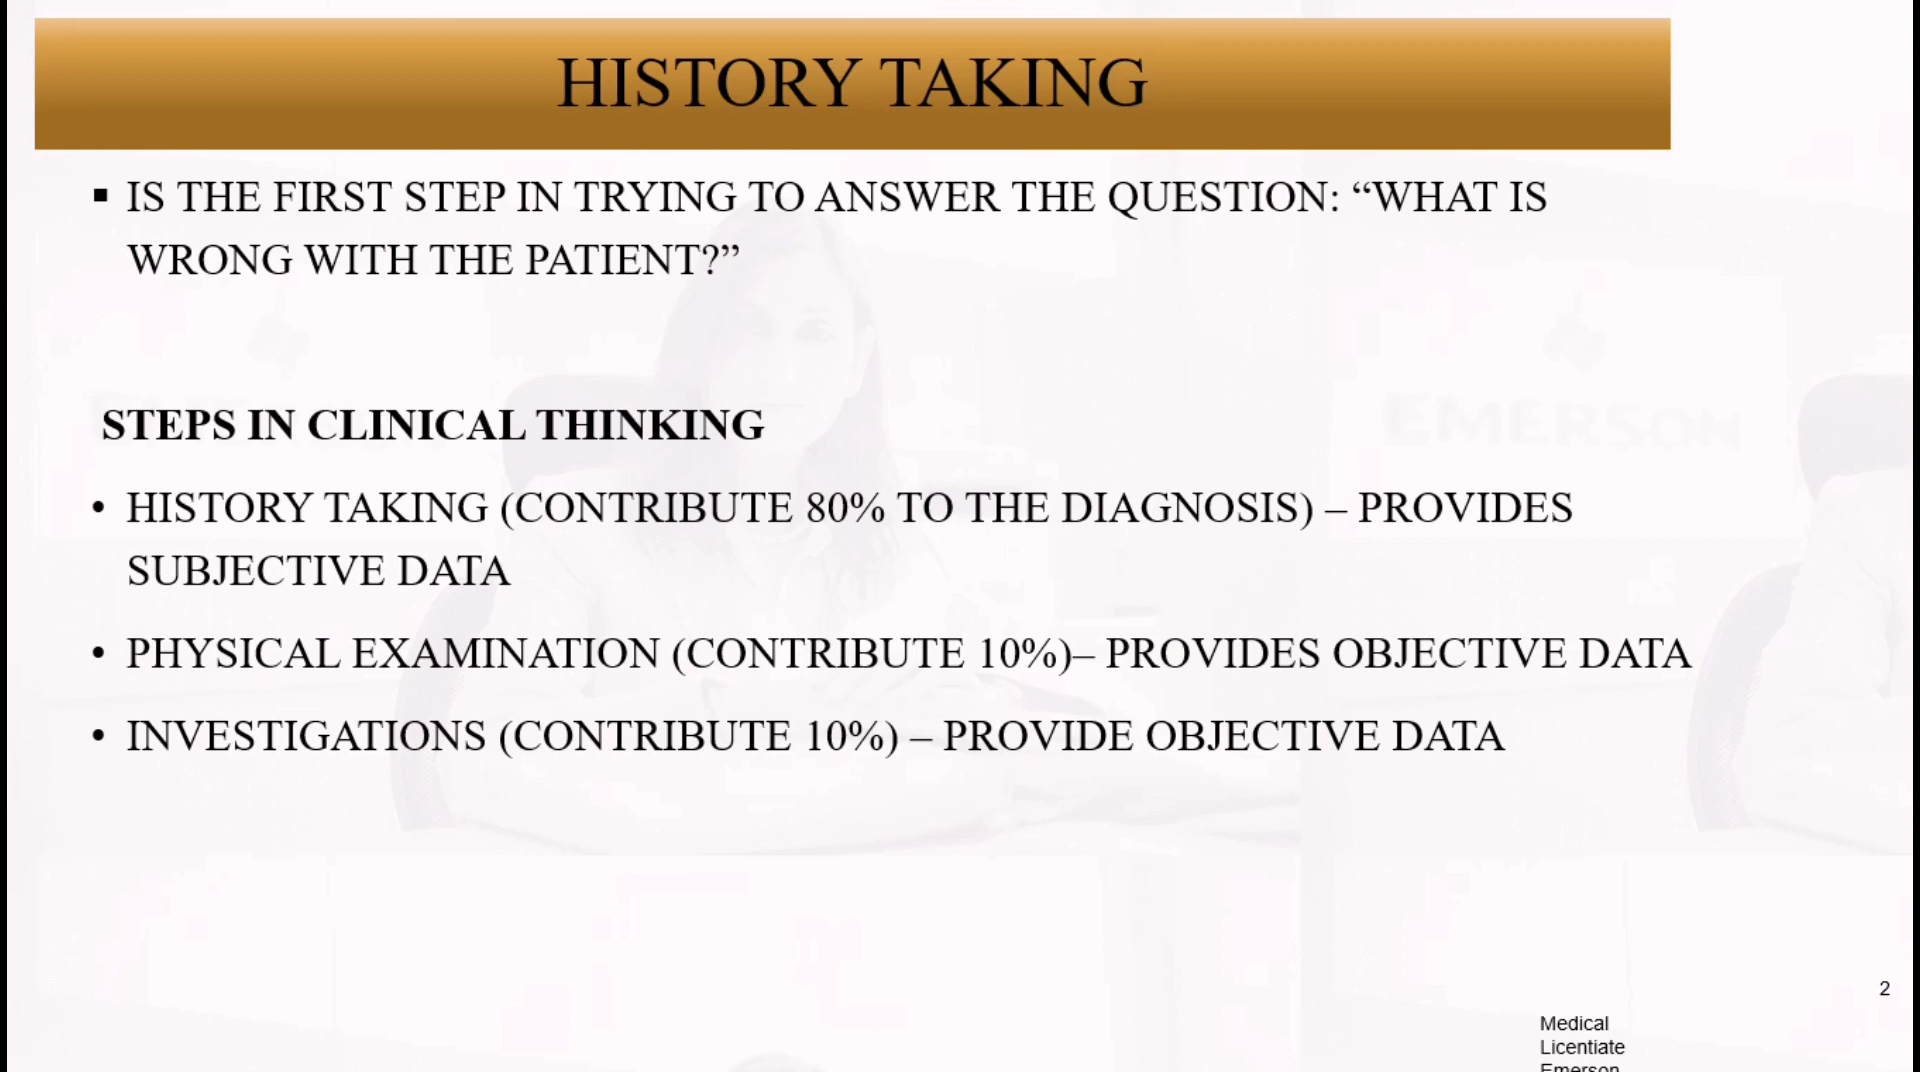 HISTORY TAKING
▪ IS THE FIRST STEP IN TRYING TO ANSWER THE QUESTION: “WHAT IS
WRONG WITH THE PATIENT?”
EMERSON
STEPS IN CLINICAL THINKING
• HISTORY TAKING (CONTRIBUTE 80% TO THE DIAGNOSIS) – PROVIDES
SUBJECTIVE DATA
• PHYSICAL EXAMINATION (CONTRIBUTE 10%)– PROVIDES OBJECTIVE DATA
• INVESTIGATIONS (CONTRIBUTE 10%) – PROVIDE OBJECTIVE DATA
2
Medical
Licentiate
Emerson